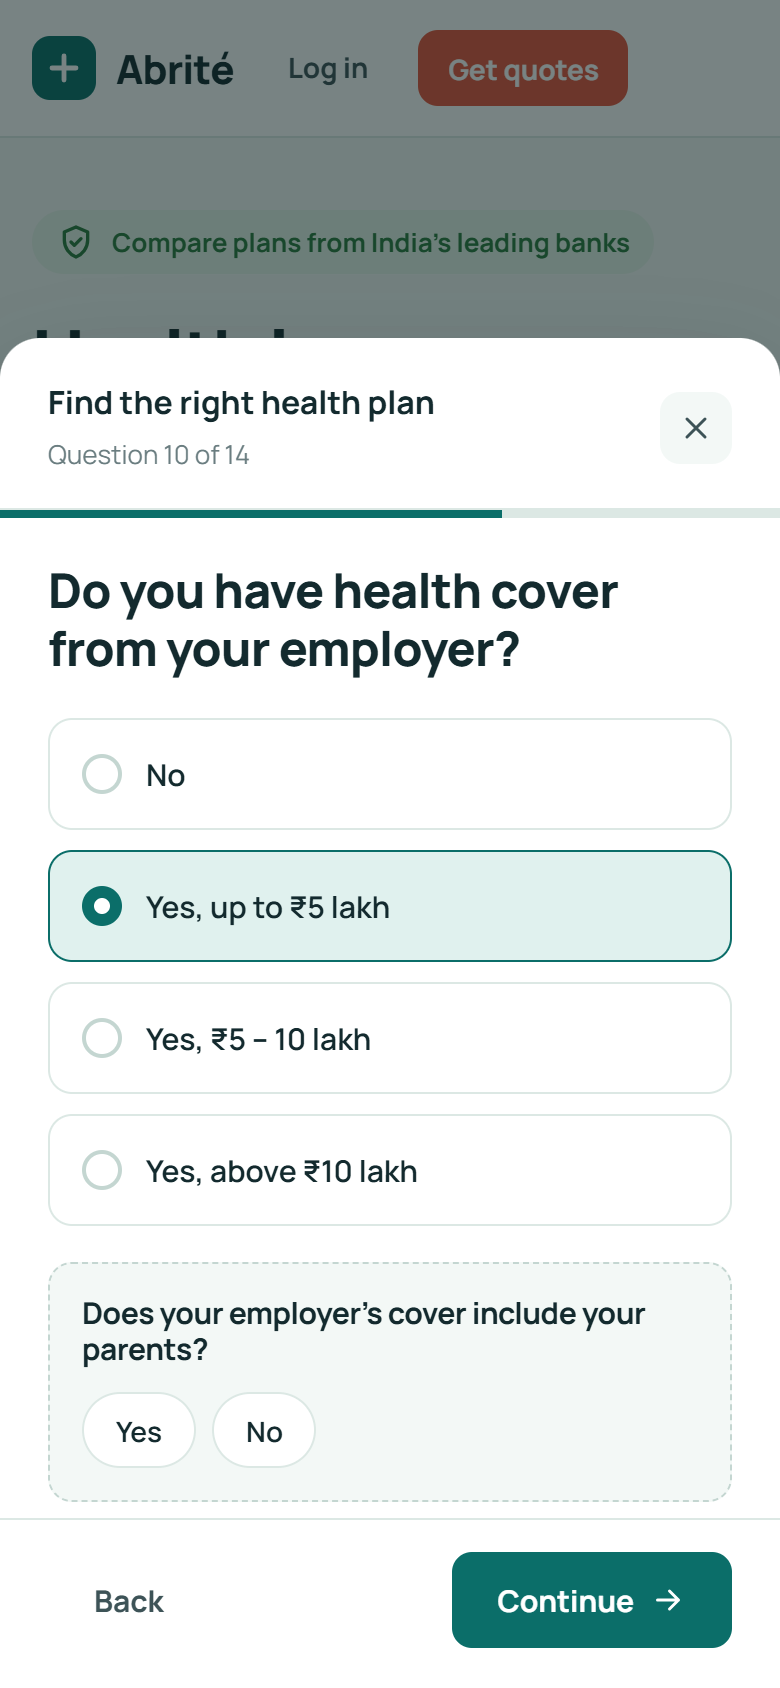 Abrité
Log in
Get quotes
Compare plans from India’s leading banks
Find the right health plan
Question 10 of 14
Do you have health cover
from your employer?
No
Yes, up to ₹5 lakh
Yes, ₹5 – 10 lakh
Yes, above ₹10 lakh
Does your employer’s cover include your
parents?
Yes
No
Back
Continue